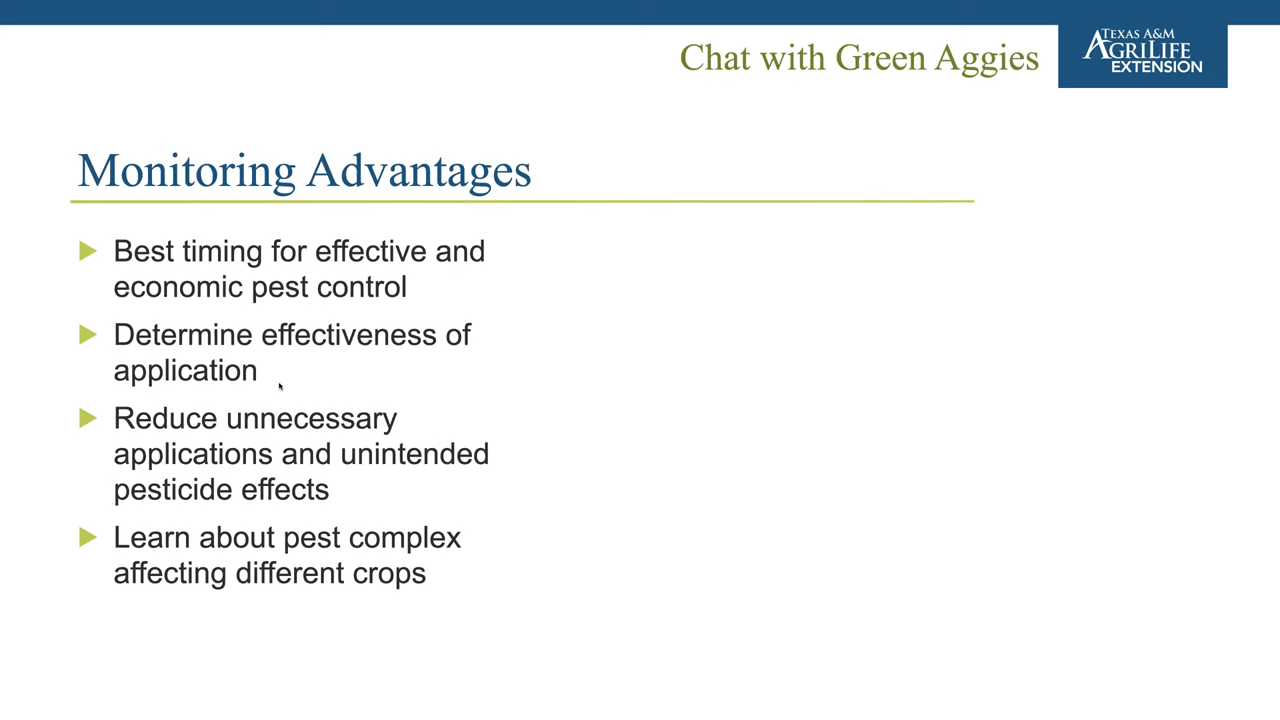 Chat with Green Aggies
TEXAS A&M
AGRILIFE
EXTENSION
Monitoring Advantages
Best timing for effective and
economic pest control
Determine effectiveness of
application
Reduce unnecessary
applications and unintended
pesticide effects
Learn about pest complex
affecting different crops